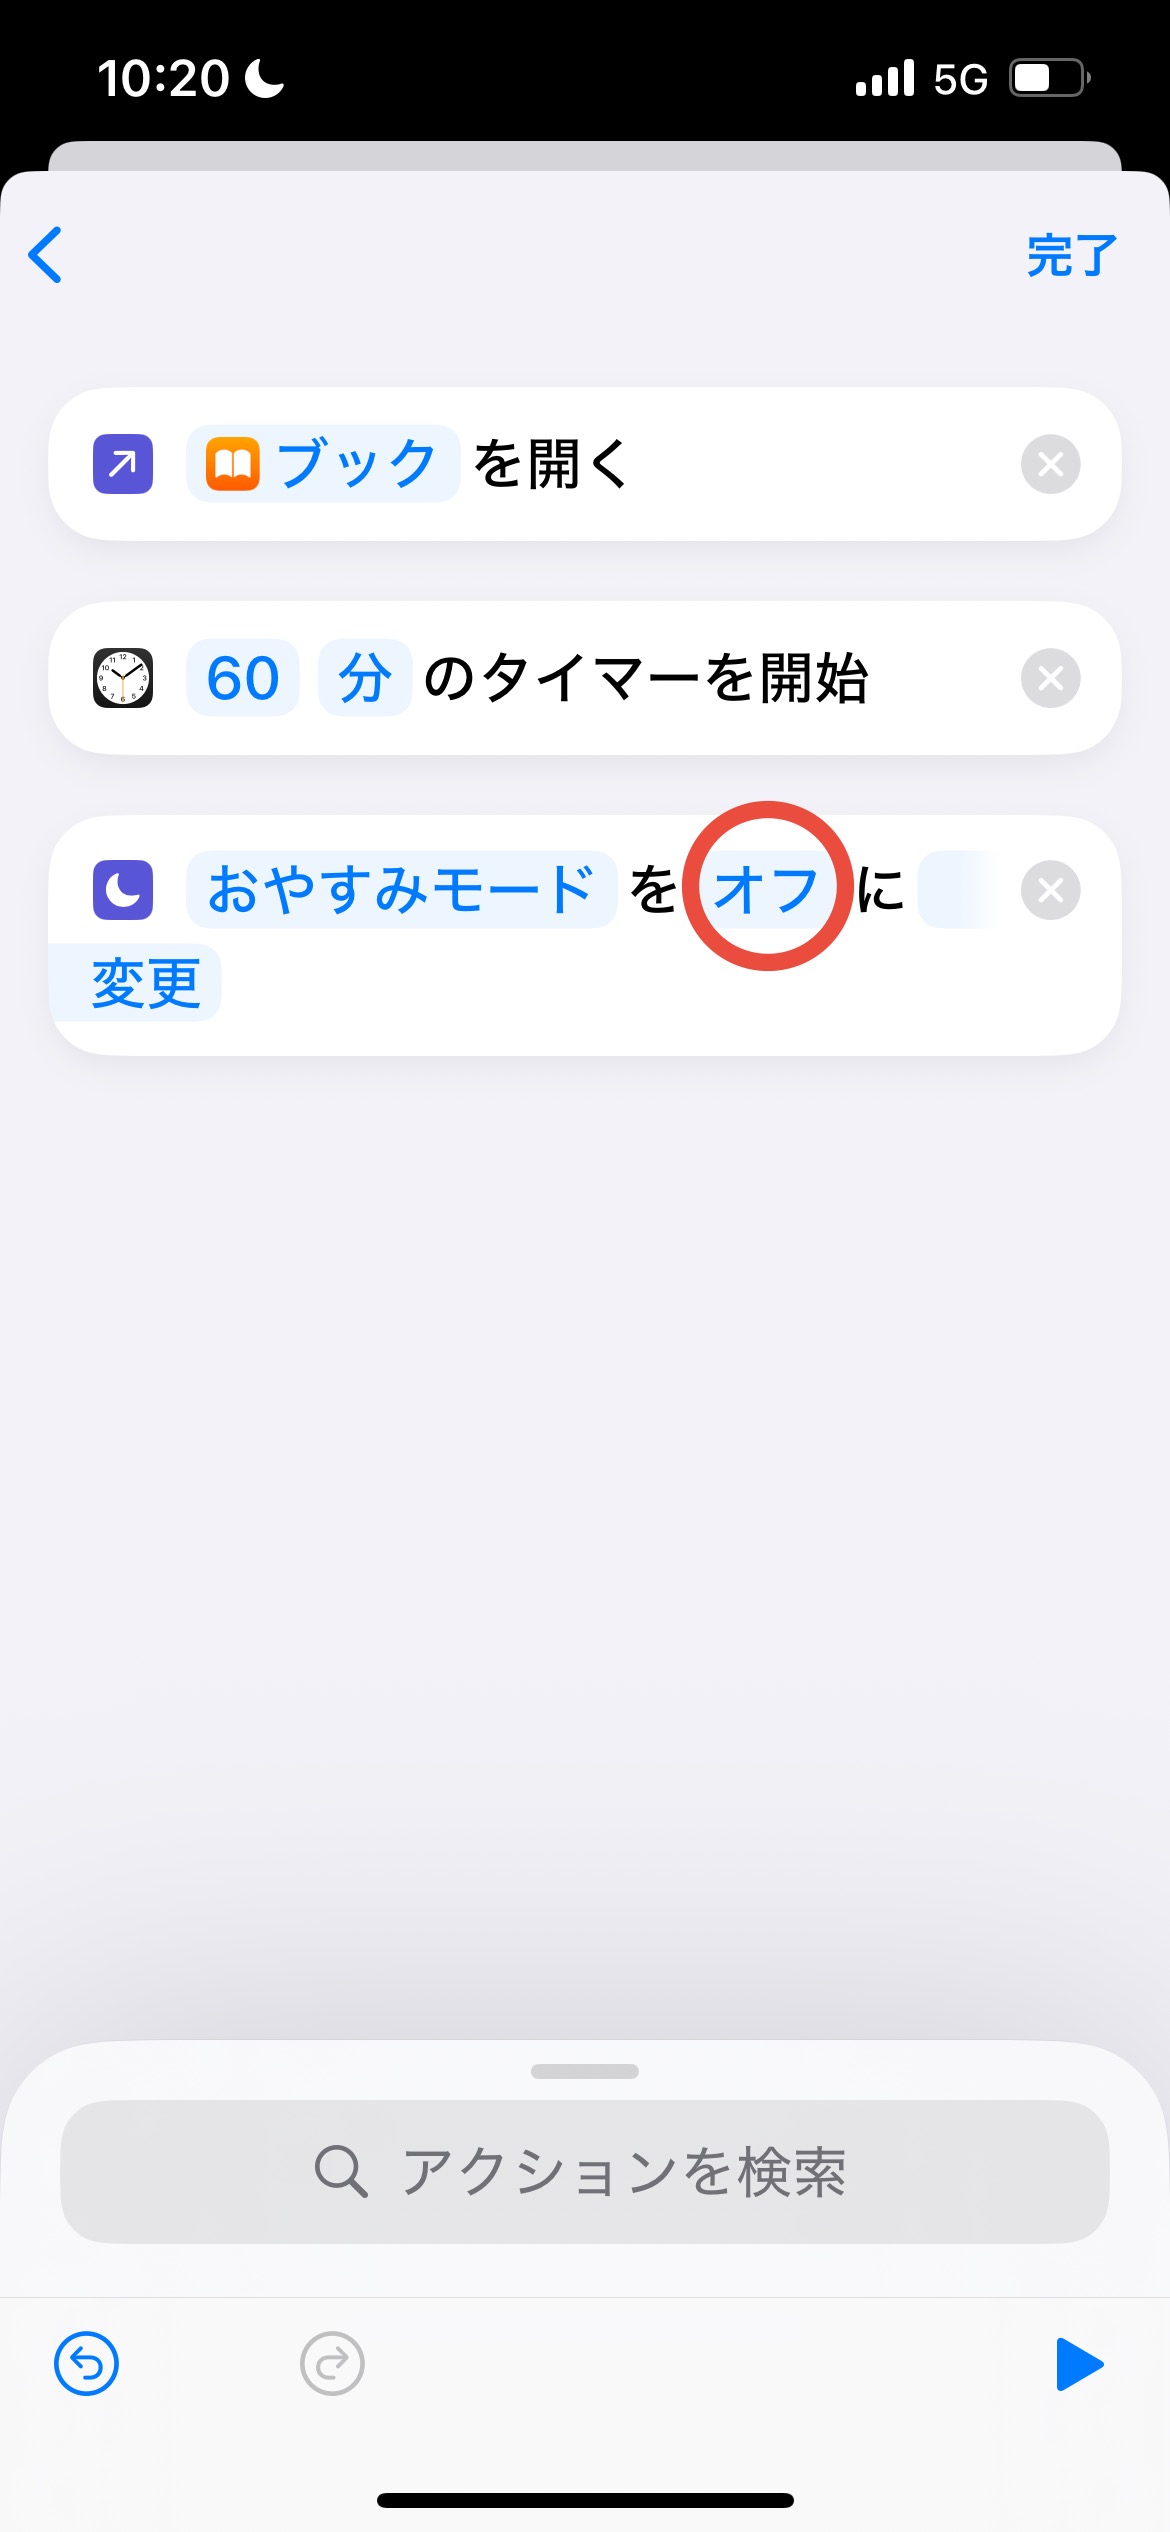 10:20
5G
完了
ブック を開く
60 分 のタイマーを開始
おやすみモード を オフ に
変更
アクションを検索